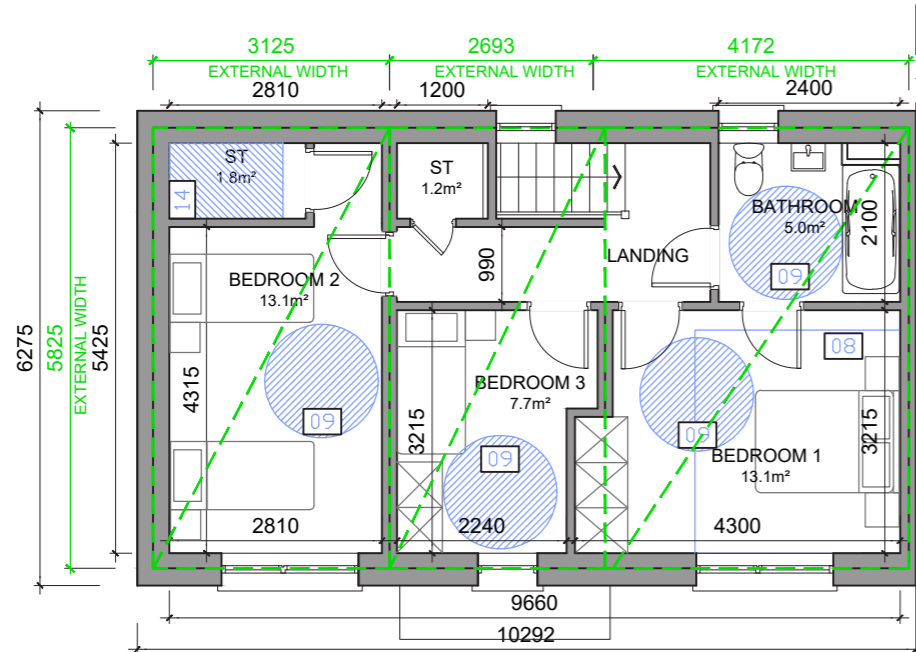 3125
2693
4172
EXTERNAL WIDTH
EXTERNAL WIDTH
EXTERNAL WIDTH
2810
1200
2400
ST
1.8m²
ST
1.2m²
14
BATHROOM
5.0m²
2100
09
LANDING
990
BEDROOM 2
13.1m²
6275
5825
EXTERNAL WIDTH
5425
4315
09
BEDROOM 3
7.7m²
3215
09
08
09
BEDROOM 1
13.1m²
3215
2810
2240
4300
9660
10292